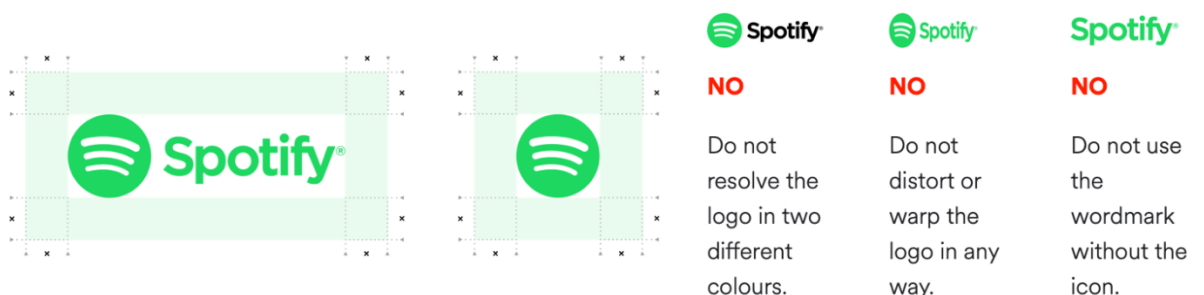 Spotify®
Spotify®
NO
Do not
resolve the
logo in two
different
colours.
Spotify®
NO
Do not
distort or
warp the
logo in any
way.
Spotify®
NO
Do not use
the
wordmark
without the
icon.